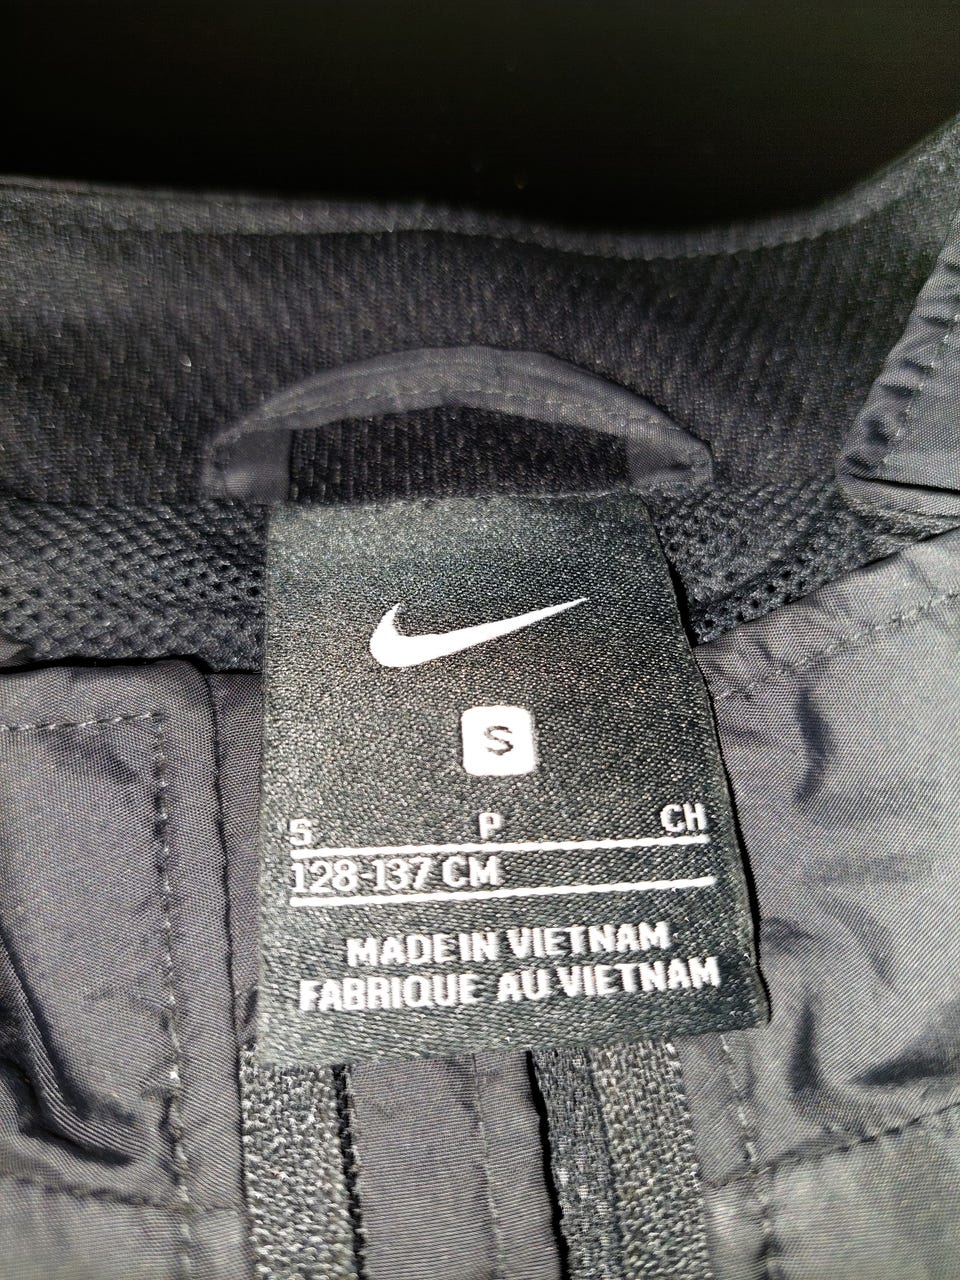 S
S P CH
128-137 CM
MADE IN VIETNAM
FABRIQUE AU VIETNAM